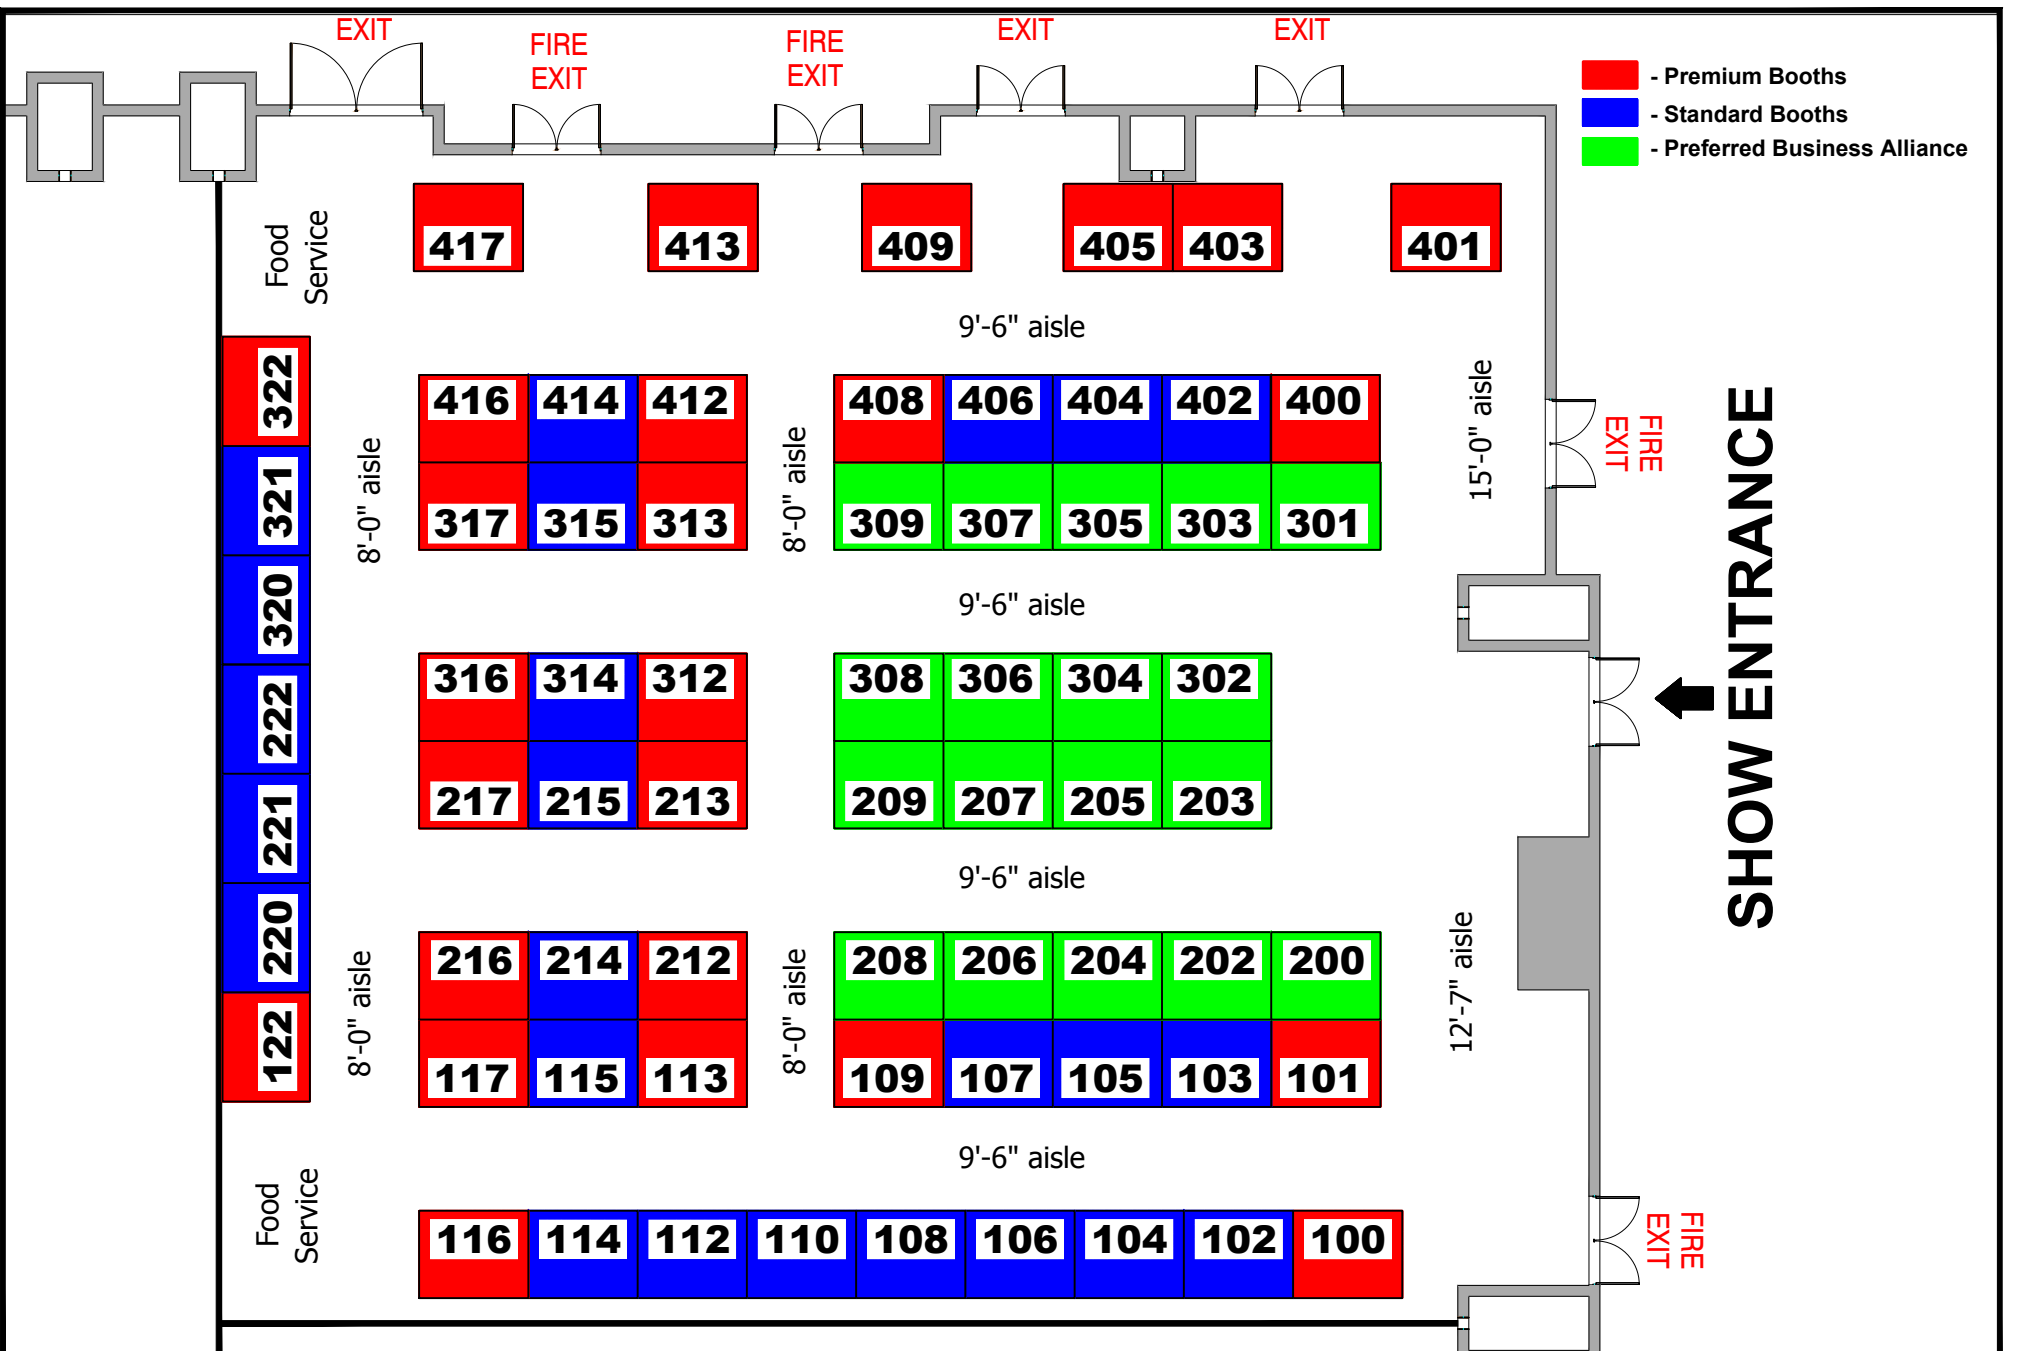 EXIT
FIRE
EXIT
FIRE
EXIT
EXIT
EXIT
- Premium Booths
- Standard Booths
- Preferred Business Alliance
Food
Service
417
413
409
405
403
401
9'-6" aisle
322
321
320
222
221
220
122
8'-0" aisle
416
414
412
317
315
313
8'-0" aisle
408
406
404
402
400
309
307
305
303
301
15'-0" aisle
FIRE
EXIT
SHOW ENTRANCE
9'-6" aisle
316
314
312
217
215
213
308
306
304
302
209
207
205
203
9'-6" aisle
8'-0" aisle
216
214
212
117
115
113
8'-0" aisle
208
206
204
202
200
109
107
105
103
101
12'-7" aisle
9'-6" aisle
Food
Service
116
114
112
110
108
106
104
102
100
FIRE
EXIT